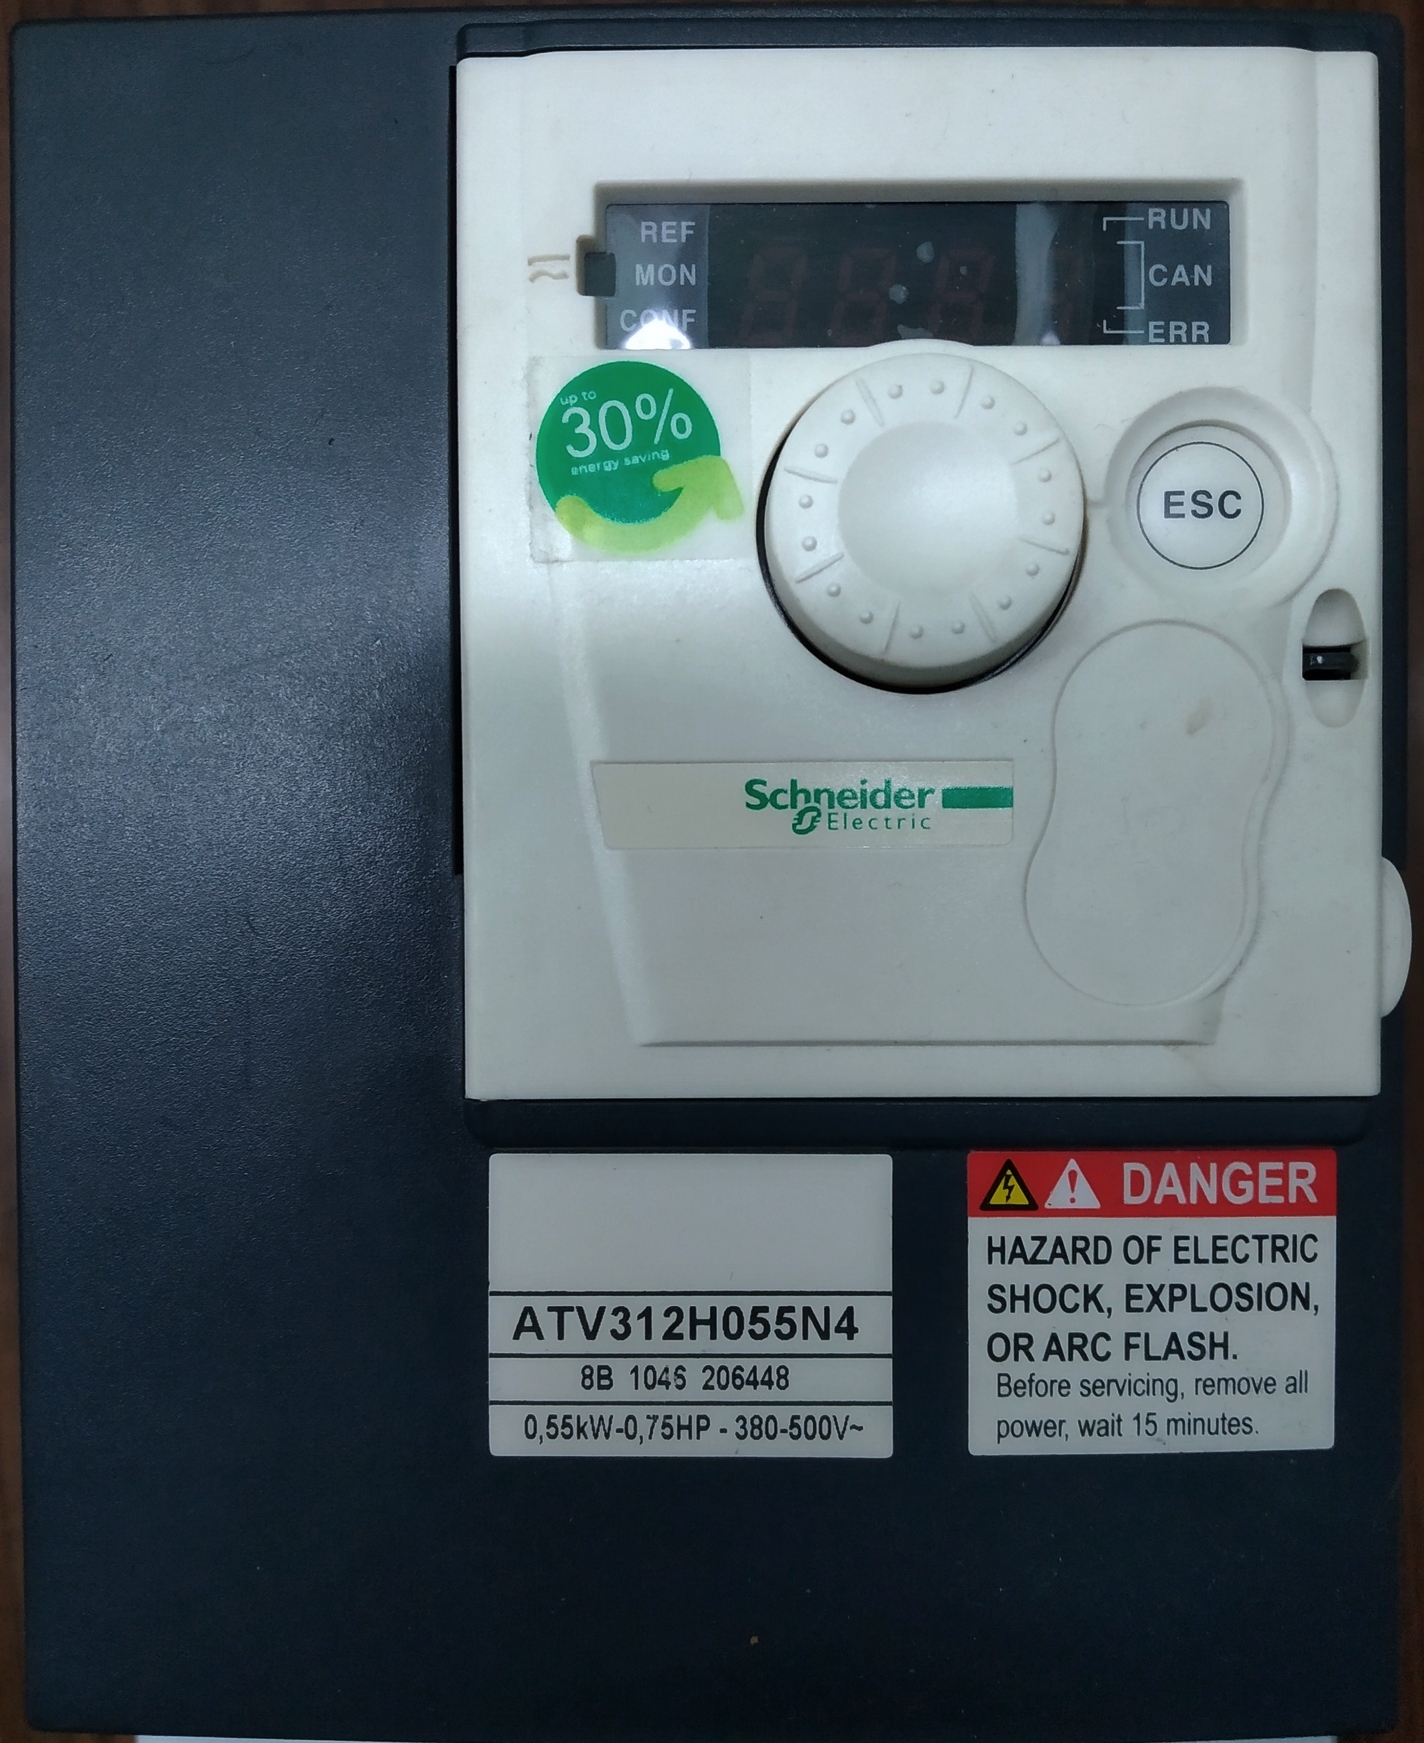 REF
MON
CONF
RUN
CAN
ERR
up to
30%
energy saving
ESC
Schneider
Electric
ATV312H055N4
8B 1046 206448
0,55kW-0,75HP - 380-500V~
DANGER
HAZARD OF ELECTRIC
SHOCK, EXPLOSION,
OR ARC FLASH.
Before servicing, remove all
power, wait 15 minutes.